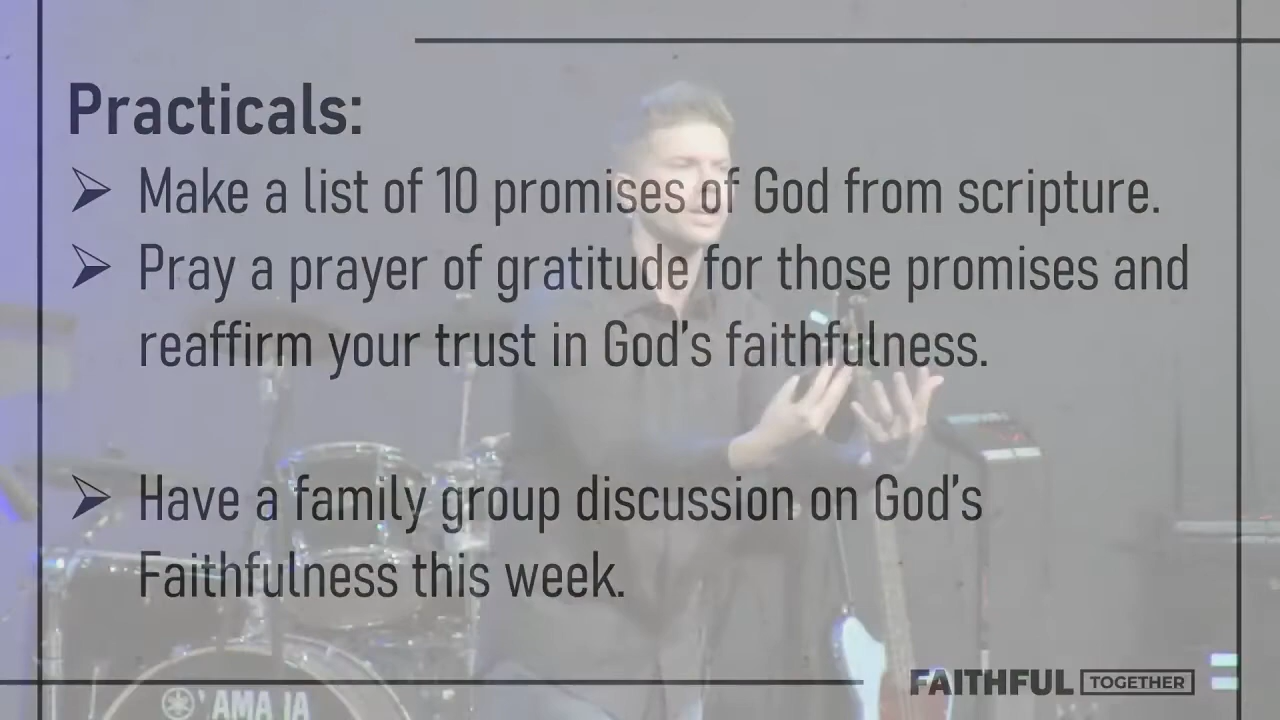 Practicals:
➢ Make a list of 10 promises of God from scripture.
➢ Pray a prayer of gratitude for those promises and
reaffirm your trust in God's faithfulness.
➢ Have a family group discussion on God's
Faithfulness this week.
FAITHFUL TOGETHER